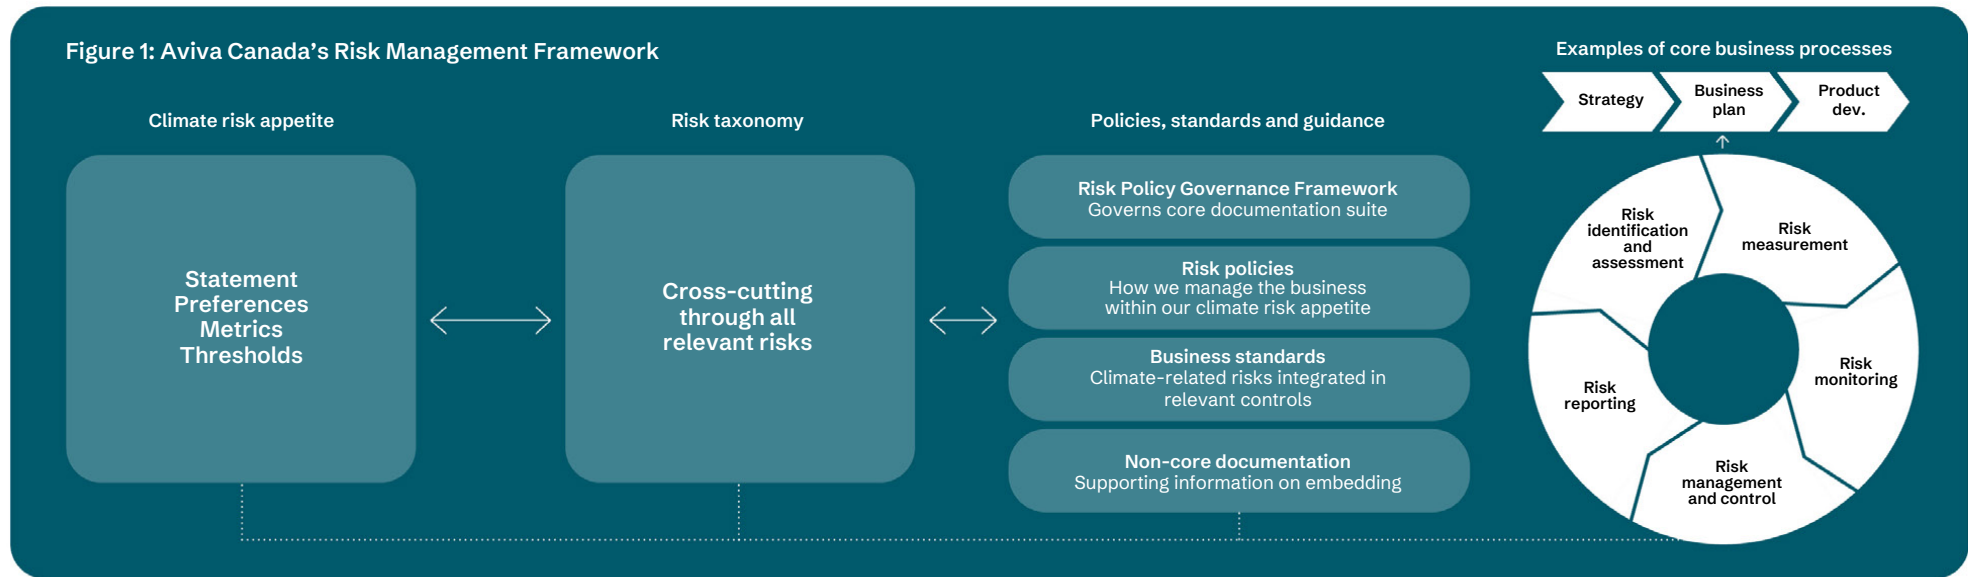 Figure 1: Aviva Canada’s Risk Management Framework
Climate risk appetite
Statement
Preferences
Metrics
Thresholds
Risk taxonomy
Cross-cutting
through all
relevant risks
Policies, standards and guidance
Risk Policy Governance Framework
Governs core documentation suite
Risk policies
How we manage the business
within our climate risk appetite
Business standards
Climate-related risks integrated in
relevant controls
Non-core documentation
Supporting information on embedding
Examples of core business processes
Strategy
Business
plan
Product
dev.
Risk
identification
and
assessment
Risk
measurement
Risk
monitoring
Risk
management
and control
Risk
reporting